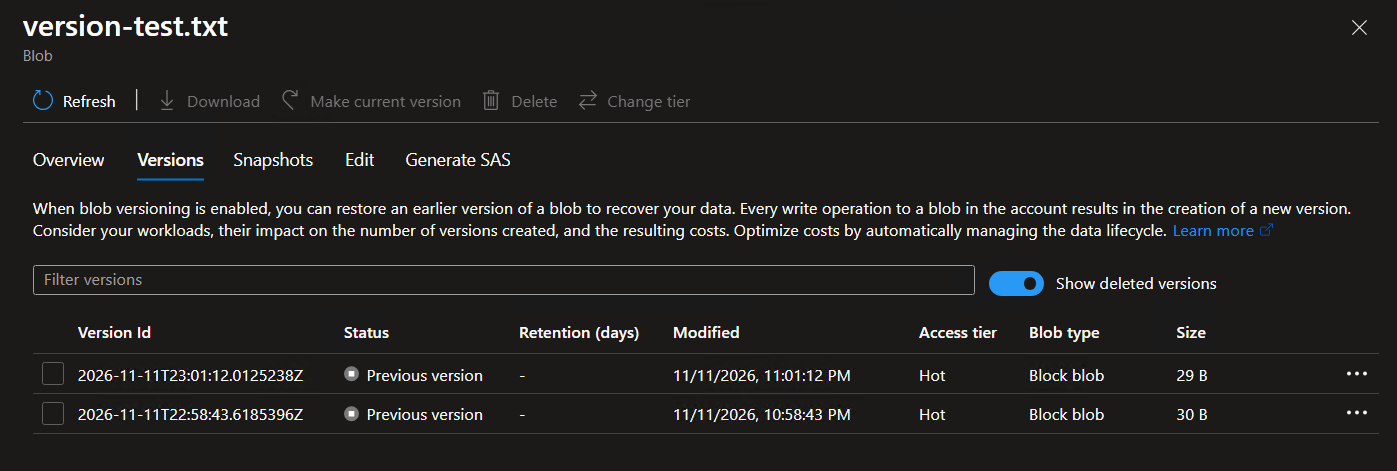 version-test.txt
Blob
Refresh Download Make current version Delete Change tier
Overview Versions Snapshots Edit Generate SAS
When blob versioning is enabled, you can restore an earlier version of a blob to recover your data. Every write operation to a blob in the account results in the creation of a new version.
Consider your workloads, their impact on the number of versions created, and the resulting costs. Optimize costs by automatically managing the data lifecycle. Learn more
Filter versions Show deleted versions
Version Id Status Retention (days) Modified Access tier Blob type Size
2026-11-11T23:01:12.0125238Z Previous version - 11/11/2026, 11:01:12 PM Hot Block blob 29 B
2026-11-11T22:58:43.6185396Z Previous version - 11/11/2026, 10:58:43 PM Hot Block blob 30 B